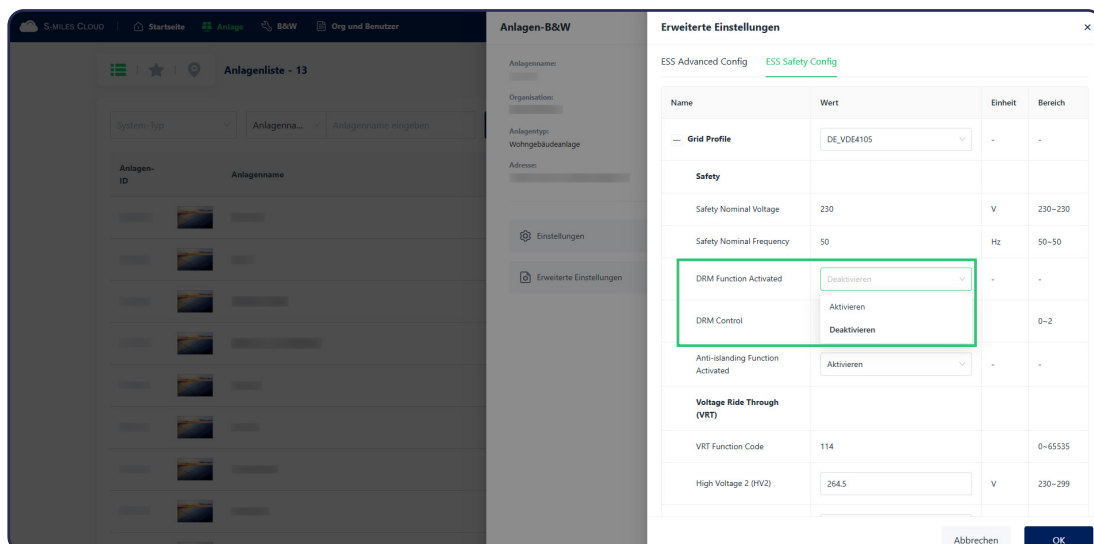 S-MILES CLOUD
Startseite
Anlage
B&W
Org und Benutzer
Anlagenliste - 13
System-Typ
Anlagenna...
Anlagenname eingeben
Anlagen-
ID
Anlagenname
Anlagen-B&W
Anlagenname:
Organisation:
Anlagentyp:
Wohngebäudeanlage
Adresse:
Einstellungen
Erweiterte Einstellungen
Erweiterte Einstellungen
ESS Advanced Config
ESS Safety Config
Name Wert Einheit Bereich
Grid Profile DE_VDE4105 - -
Safety
Safety Nominal Voltage 230 V 230~230
Safety Nominal Frequency 50 Hz 50~50
DRM Function Activated Deaktivieren - -
Aktivieren
DRM Control 0~2
Deaktivieren
Anti-islanding Function
Activated Aktivieren - -
Voltage Ride Through
(VRT)
VRT Function Code 114 0~65535
High Voltage 2 (HV2) 264.5 V 230~299
Abbrechen OK